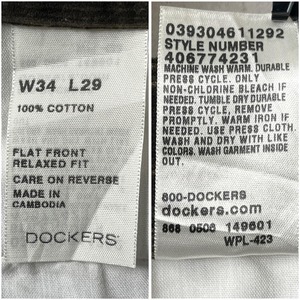 W34 L29
100% COTTON
FLAT FRONT
RELAXED FIT
CARE ON REVERSE
MADE IN
CAMBODIA
DOCKERS
039304611292
STYLE NUMBER
406774231
MACHINE WASH WARM. DURABLE
PRESS CYCLE. ONLY
NON-CHLORINE BLEACH IF
NEEDED. TUMBLE DRY DURABLE
PRESS CYCLE, REMOVE
PROMPTLY. WARM IRON IF
NEEDED. USE PRESS CLOTH.
WASH AND DRY WITH LIKE
COLORS. WASH GARMENT INSIDE
OUT.
800-DOCKERS
dockers.com
868 0506 149601
WPL-423